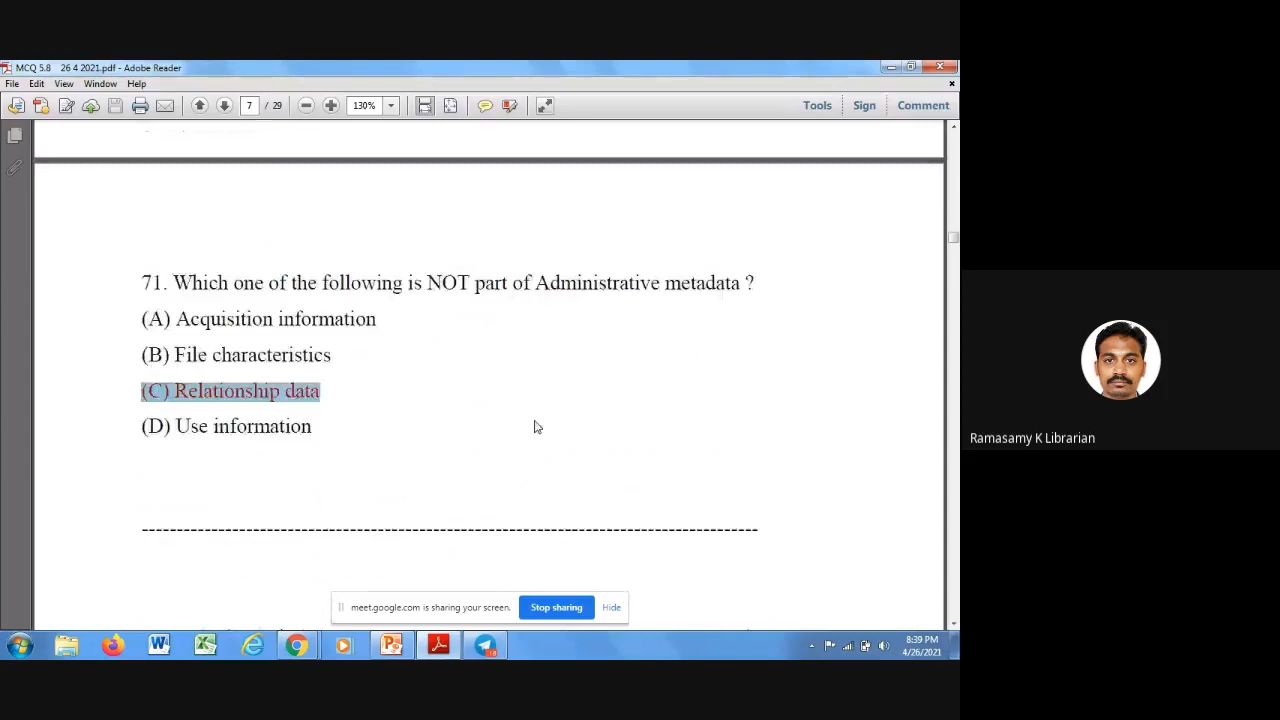 MCQ 5.8 26 4 2021.pdf - Adobe Reader
File Edit View Window Help
7 / 29 130% Tools Sign Comment
71. Which one of the following is NOT part of Administrative metadata ?
(A) Acquisition information
(B) File characteristics
(C) Relationship data
(D) Use information
--------------------------------------------------------------------------------------
Ramasamy K Librarian
meet.google.com is sharing your screen. Stop sharing Hide
8:39 PM
4/26/2021